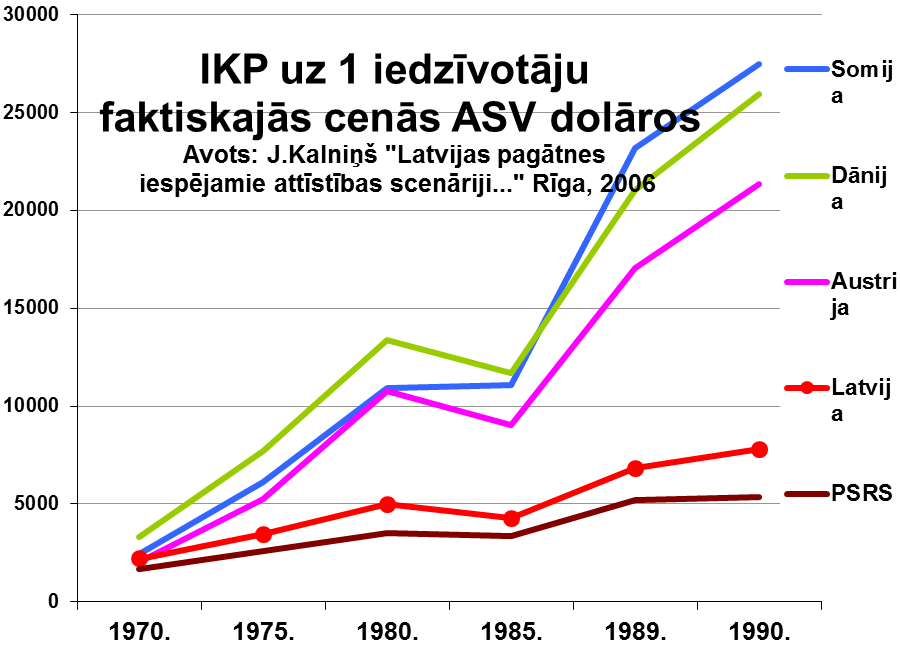 IKP uz 1 iedzīvotāju
faktiskajās cenās ASV dolāros
Avots: J.Kalniņš "Latvijas pagātnes
iespējamie attīstības scenāriji..." Rīga, 2006
30000
25000
20000
15000
10000
5000
0
1970.
1975.
1980.
1985.
1989.
1990.
Somij
a
Dānij
a
Austri
ja
Latvij
a
PSRS